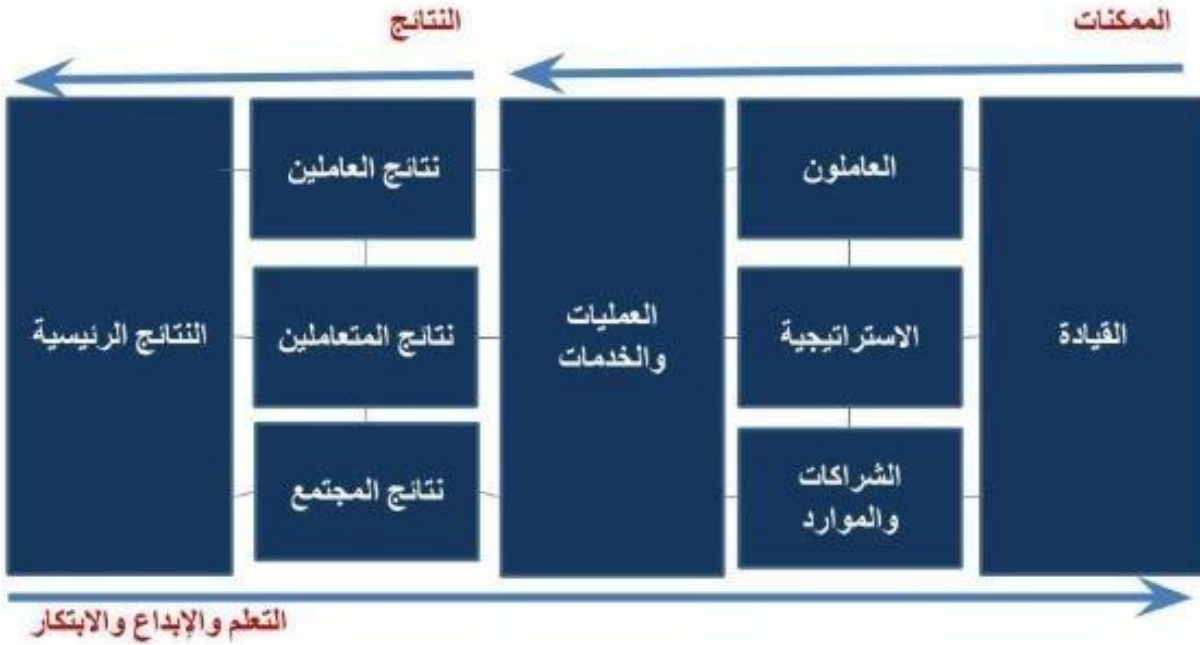 الممكنات
النتائج
القيادة
العاملون
الاستراتيجية
الشراكات
والموارد
العمليات
والخدمات
نتائج العاملين
نتائج المتعاملين
نتائج المجتمع
النتائج الرئيسية
التعلم والإبداع والابتكار